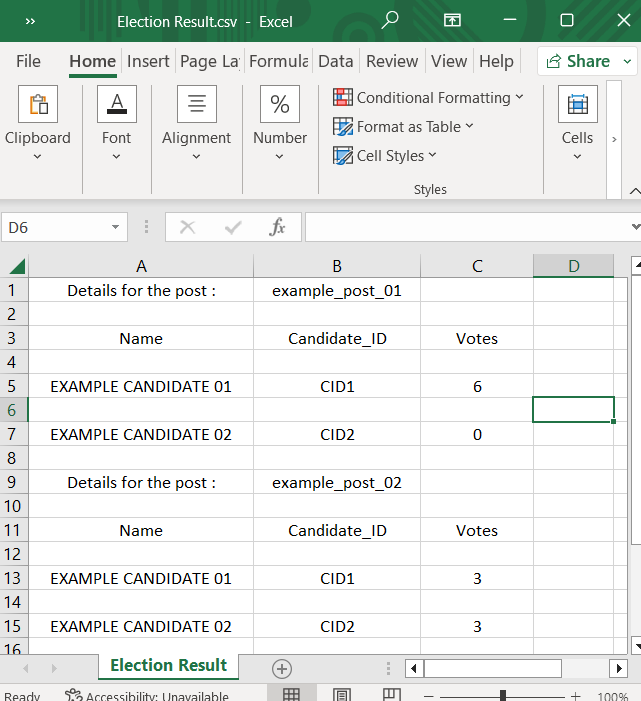 ›› Election Result.csv - Excel
File Home Insert Page La Formula Data Review View Help Share
Clipboard Font Alignment Number Cells
A %
Conditional Formatting
Format as Table
Cell Styles
Styles
D6 fx
A B C D
1 Details for the post : example_post_01
2
3 Name Candidate_ID Votes
4
5 EXAMPLE CANDIDATE 01 CID1 6
6
7 EXAMPLE CANDIDATE 02 CID2 0
8
9 Details for the post : example_post_02
10
11 Name Candidate_ID Votes
12
13 EXAMPLE CANDIDATE 01 CID1 3
14
15 EXAMPLE CANDIDATE 02 CID2 3
16
Election Result
Ready Accessibility: Unavailable 100%